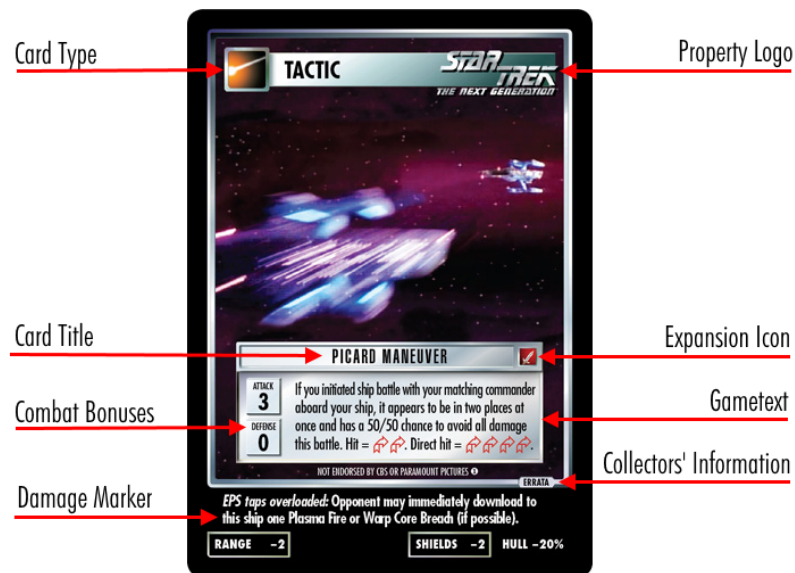 Card Type
TACTIC
STAR TREK
THE NEXT GENERATION
Property Logo
Card Title
PICARD MANEUVER
Expansion Icon
Combat Bonuses
ATTACK
3
DEFENSE
0
If you initiated ship battle with your matching commander
aboard your ship, it appears to be in two places at
once and has a 50/50 chance to avoid all damage
this battle. Hit = . Direct hit = .
Gametext
NOT ENDORSED BY CBS OR PARAMOUNT PICTURES
ERRATA
Collectors' Information
Damage Marker
EPS taps overloaded: Opponent may immediately download to
this ship one Plasma Fire or Warp Core Breach (if possible).
RANGE -2
SHIELDS -2
HULL -20%